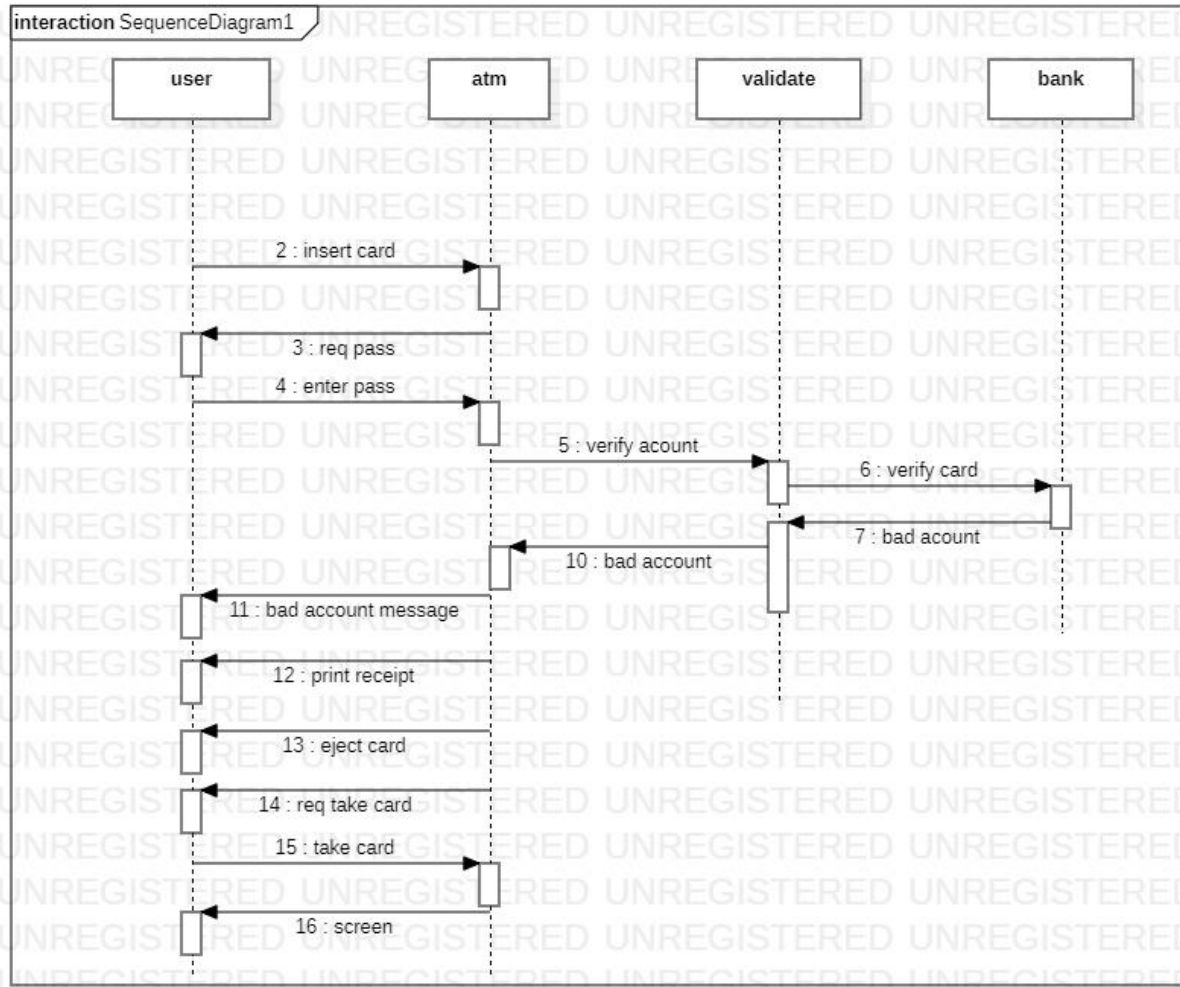 interaction SequenceDiagram1
user
atm
validate
bank
2 : insert card
3 : req pass
4 : enter pass
5 : verify acount
6 : verify card
7 : bad acount
10 : bad account
11 : bad account message
12 : print receipt
13 : eject card
14 : req take card
15 : take card
16 : screen
UNREGISTERED